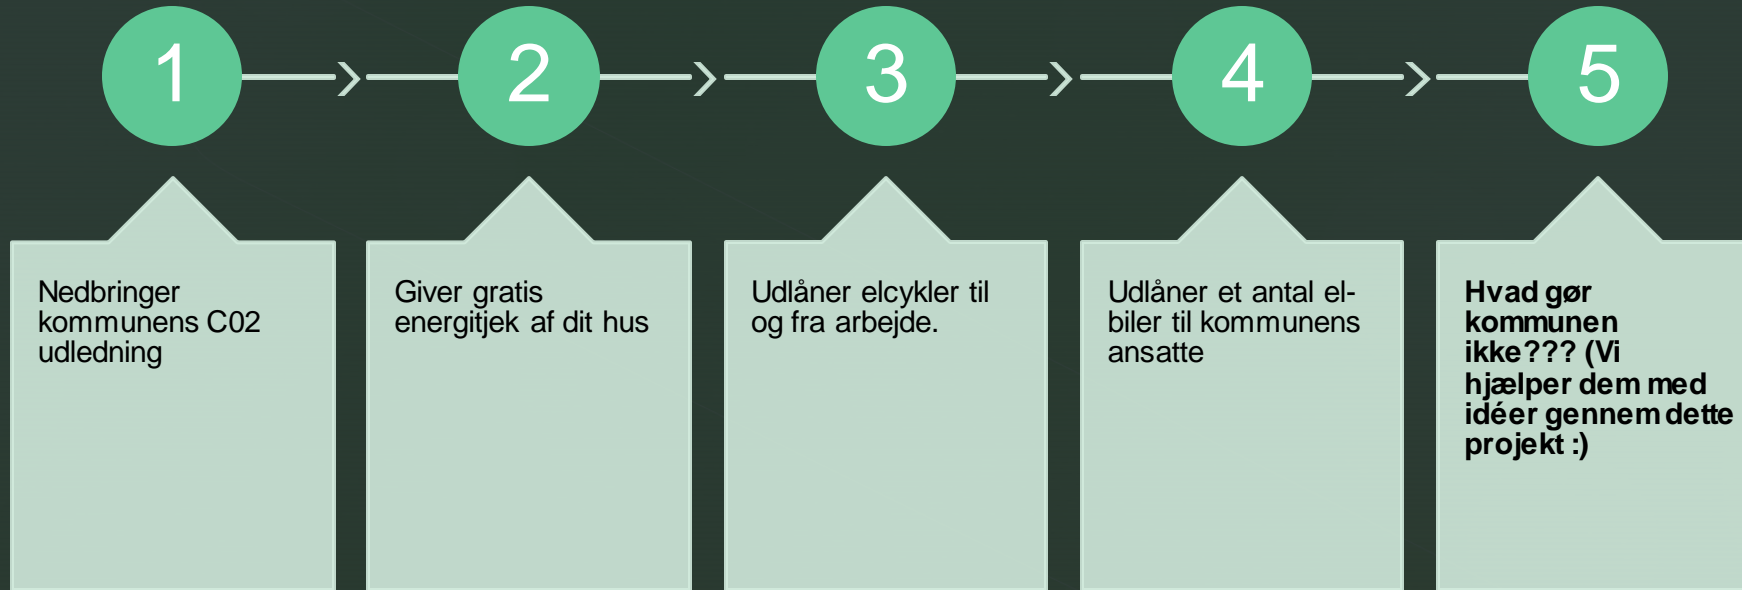 1
2
3
4
5
Nedbringer
kommunens C02
udledning
Giver gratis
energitjek af dit hus
Udlåner elcykler til
og fra arbejde.
Udlåner et antal el-
biler til kommunens
ansatte
Hvad gør
kommunen
ikke??? (Vi
hjælper dem med
idéer gennem dette
projekt :)